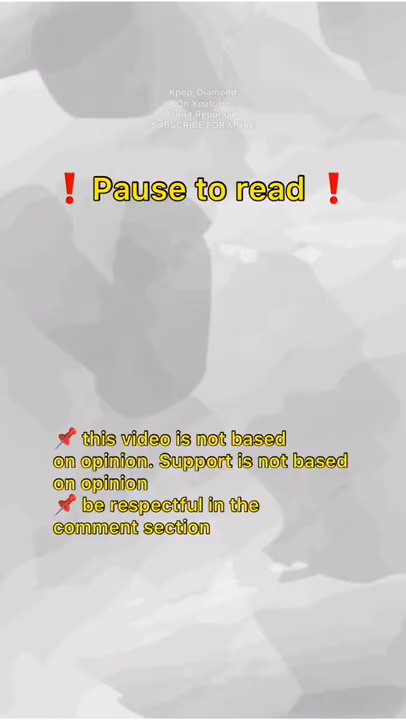 Kpop_Diamond
On Youtube
Don't Reupload
SUBSCRIBE FOR MORE
❗ Pause to read ❗
📌 this video is not based
on opinion. Support is not based
on opinion
📌 be respectful in the
comment section